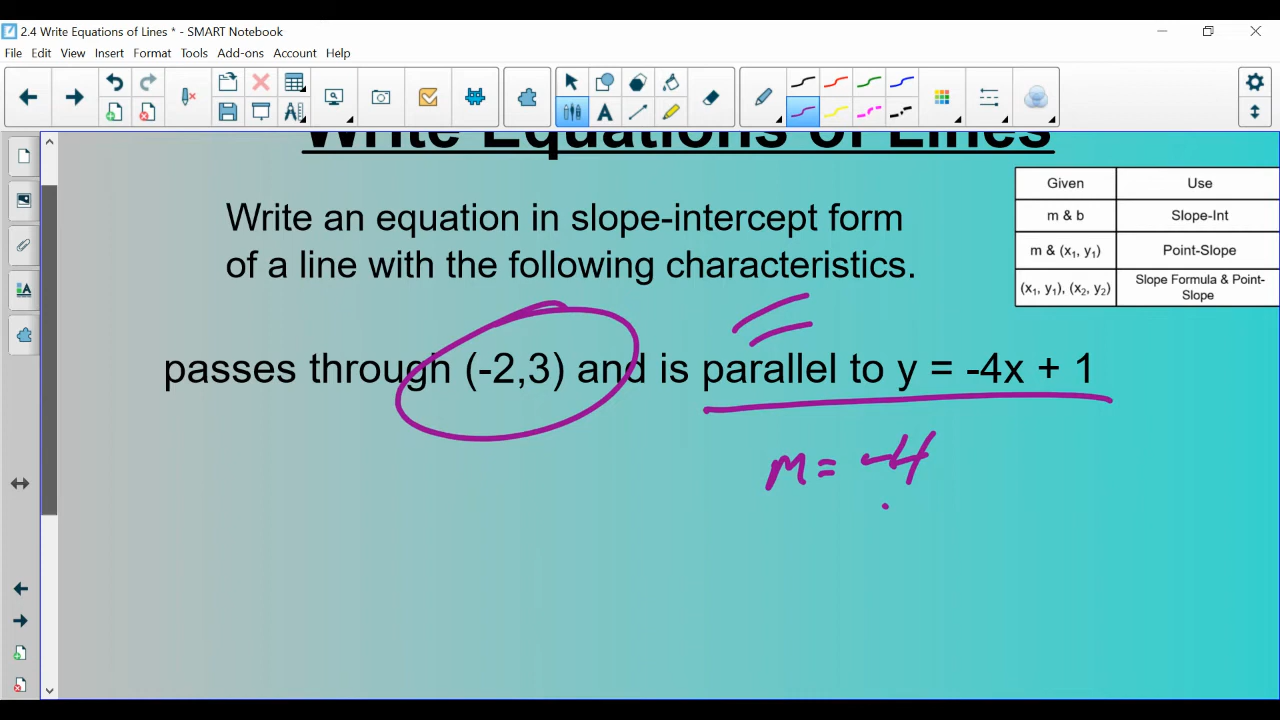 2.4 Write Equations of Lines * - SMART Notebook
File Edit View Insert Format Tools Add-ons Account Help
Write Equations of Lines
Given Use
m & b Slope-Int
m & (x₁, y₁) Point-Slope
(x₁, y₁), (x₂, y₂) Slope Formula & Point-
Slope
Write an equation in slope-intercept form
of a line with the following characteristics.
passes through (-2,3) and is parallel to y = -4x + 1
m = -4